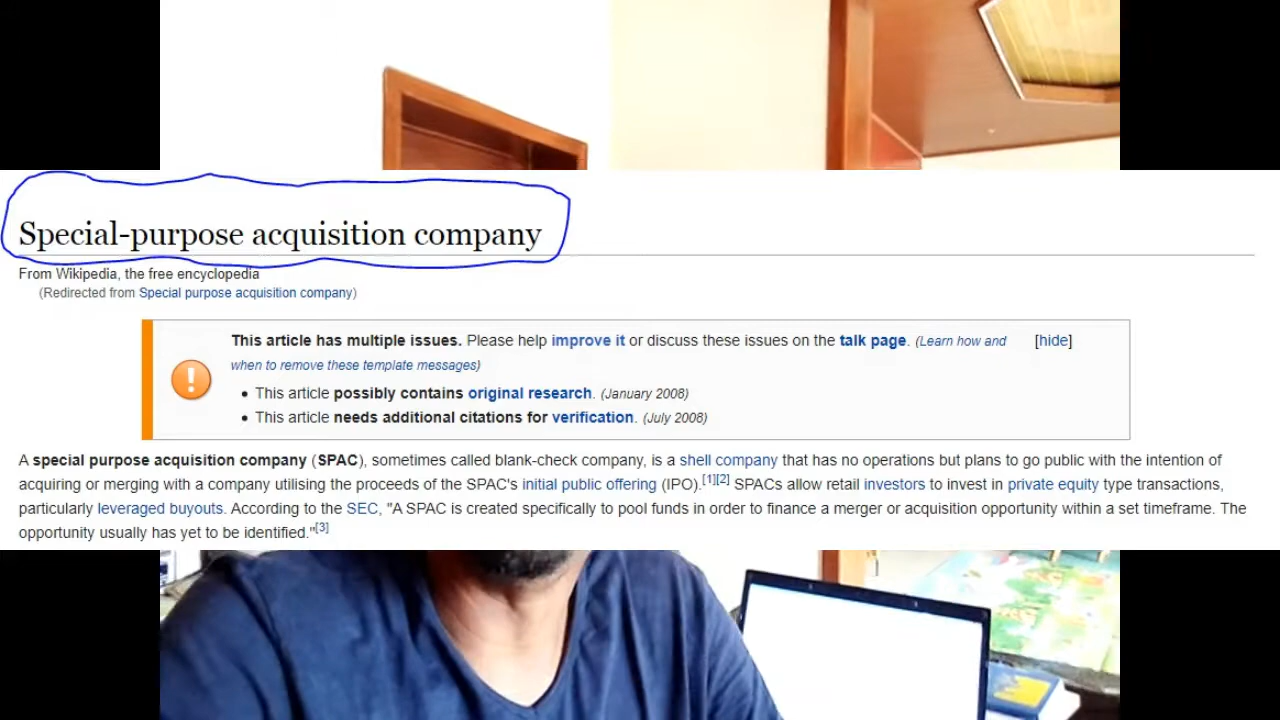 Special-purpose acquisition company
From Wikipedia, the free encyclopedia
(Redirected from Special purpose acquisition company)
This article has multiple issues. Please help improve it or discuss these issues on the talk page. (Learn how and [hide]
when to remove these template messages)
• This article possibly contains original research. (January 2008)
• This article needs additional citations for verification. (July 2008)
A special purpose acquisition company (SPAC), sometimes called blank-check company, is a shell company that has no operations but plans to go public with the intention of
acquiring or merging with a company utilising the proceeds of the SPAC's initial public offering (IPO).[1][2] SPACs allow retail investors to invest in private equity type transactions,
particularly leveraged buyouts. According to the SEC, "A SPAC is created specifically to pool funds in order to finance a merger or acquisition opportunity within a set timeframe. The
opportunity usually has yet to be identified."[3]